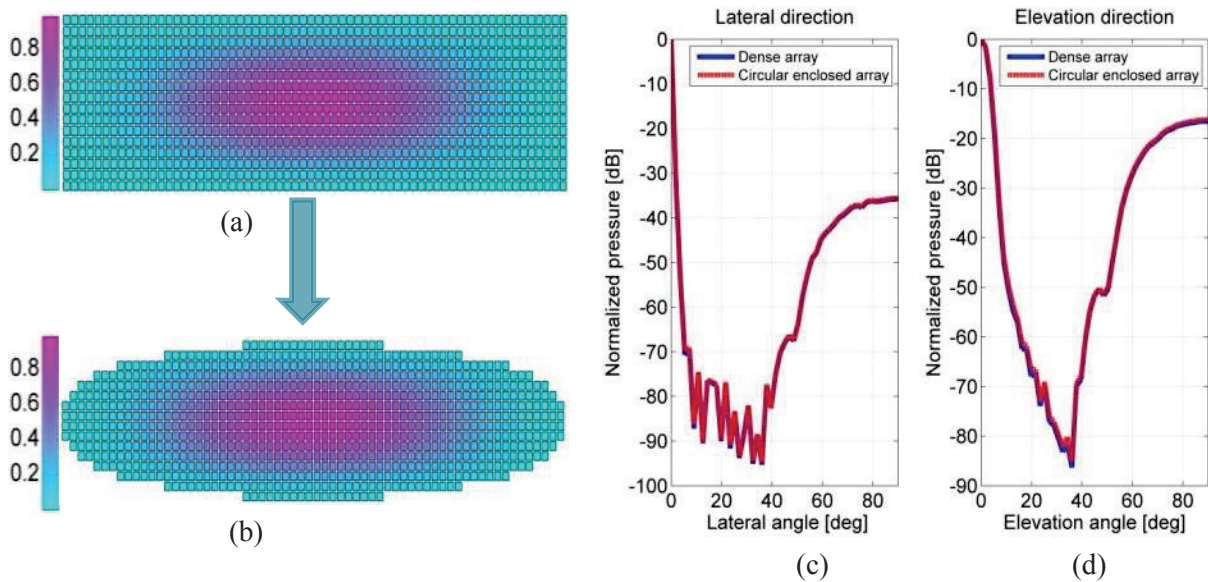 0.8
0.6
0.4
0.2
(a)
0.8
0.6
0.4
0.2
(b)
Lateral direction
Dense array
Circular enclosed array
Normalized pressure [dB]
0
-10
-20
-30
-40
-50
-60
-70
-80
-90
-100
0 20 40 60 80
Lateral angle [deg]
(c)
Elevation direction
Dense array
Circular enclosed array
Normalized pressure [dB]
0
-10
-20
-30
-40
-50
-60
-70
-80
-90
0 20 40 60 80
Elevation angle [deg]
(d)